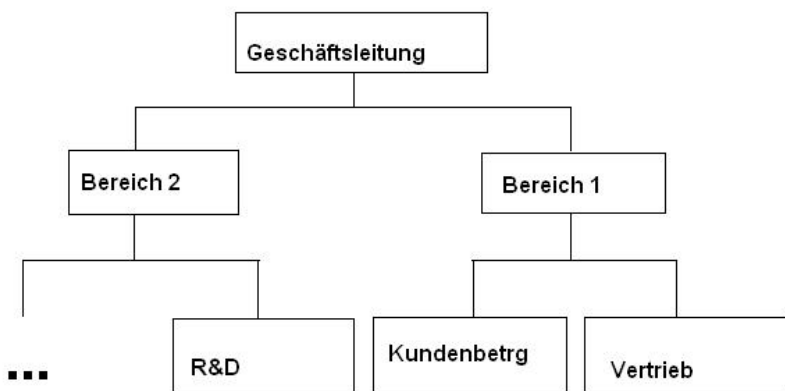 Geschäftsleitung
Bereich 2
Bereich 1
...
R&D
Kundenbetrg
Vertrieb